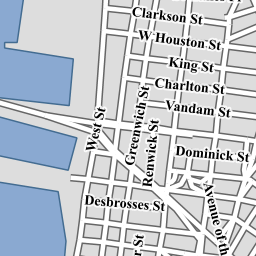 Clarkson St
W Houston St
King St
Charlton St
Vandam St
West St
Greenwich St
Renwick St
Dominick St
Desbrosses St
Avenue of th
r St